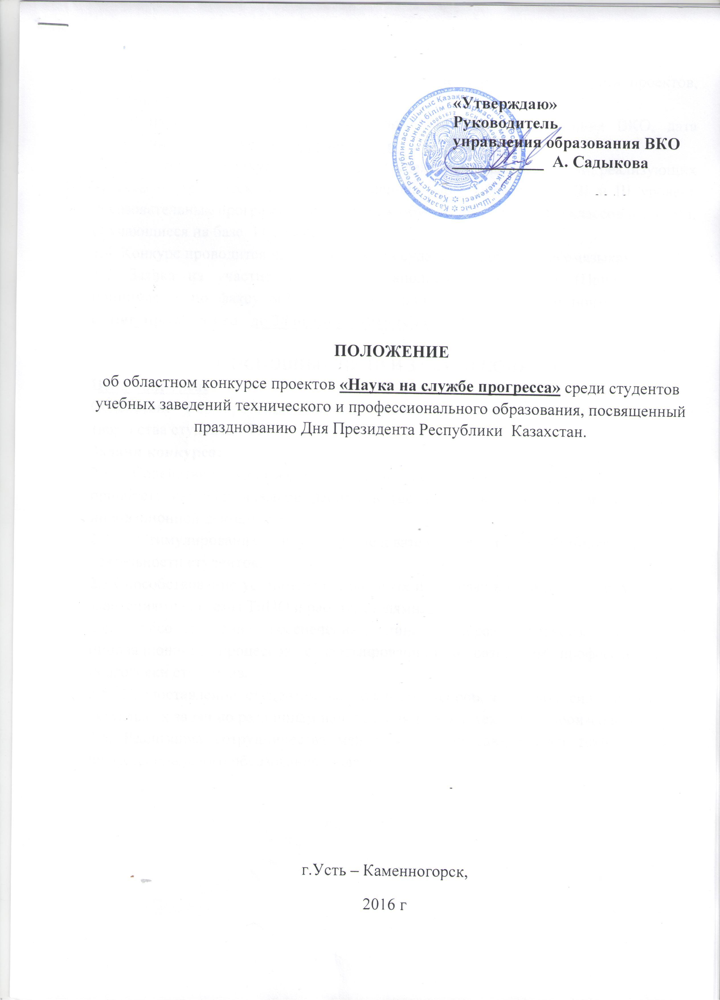 «Утверждаю»
Руководитель
управления образования ВКО
А. Садыкова
ПОЛОЖЕНИЕ
об областном конкурсе проектов «Наука на службе прогресса» среди студентов
учебных заведений технического и профессионального образования, посвященный
празднованию Дня Президента Республики Казахстан.
г.Усть – Каменногорск,
2016 г